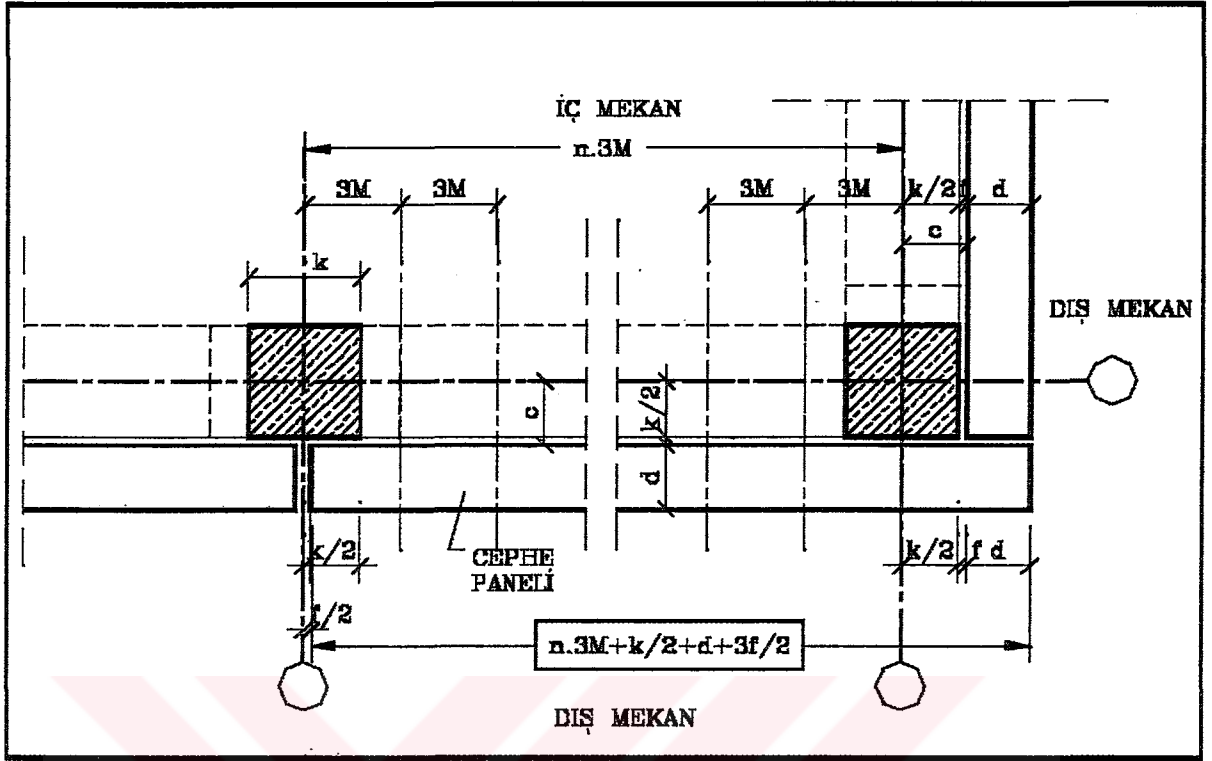 İÇ MEKAN
n.3M
3M 3M 3M 3M k/2 f d
c
k
DIŞ MEKAN
c k/2
d
k/2 k/2 f d
CEPHE
PANELİ
f/2
n.3M+k/2+d+3f/2
DIŞ MEKAN